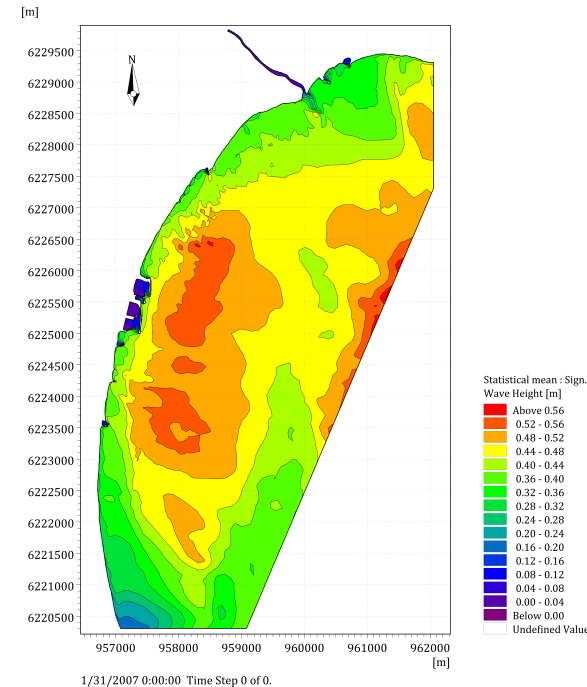 [m]
6229500
6229000
6228500
6228000
6227500
6227000
6226500
6226000
6225500
6225000
6224500
6224000
6223500
6223000
6222500
6222000
6221500
6221000
6220500
N
957000 958000 959000 960000 961000 962000
[m]
Statistical mean : Sign.
Wave Height [m]
Above 0.56
0.52 - 0.56
0.48 - 0.52
0.44 - 0.48
0.40 - 0.44
0.36 - 0.40
0.32 - 0.36
0.28 - 0.32
0.24 - 0.28
0.20 - 0.24
0.16 - 0.20
0.12 - 0.16
0.08 - 0.12
0.04 - 0.08
0.00 - 0.04
Below 0.00
Undefined Value
1/31/2007 0:00:00 Time Step 0 of 0.